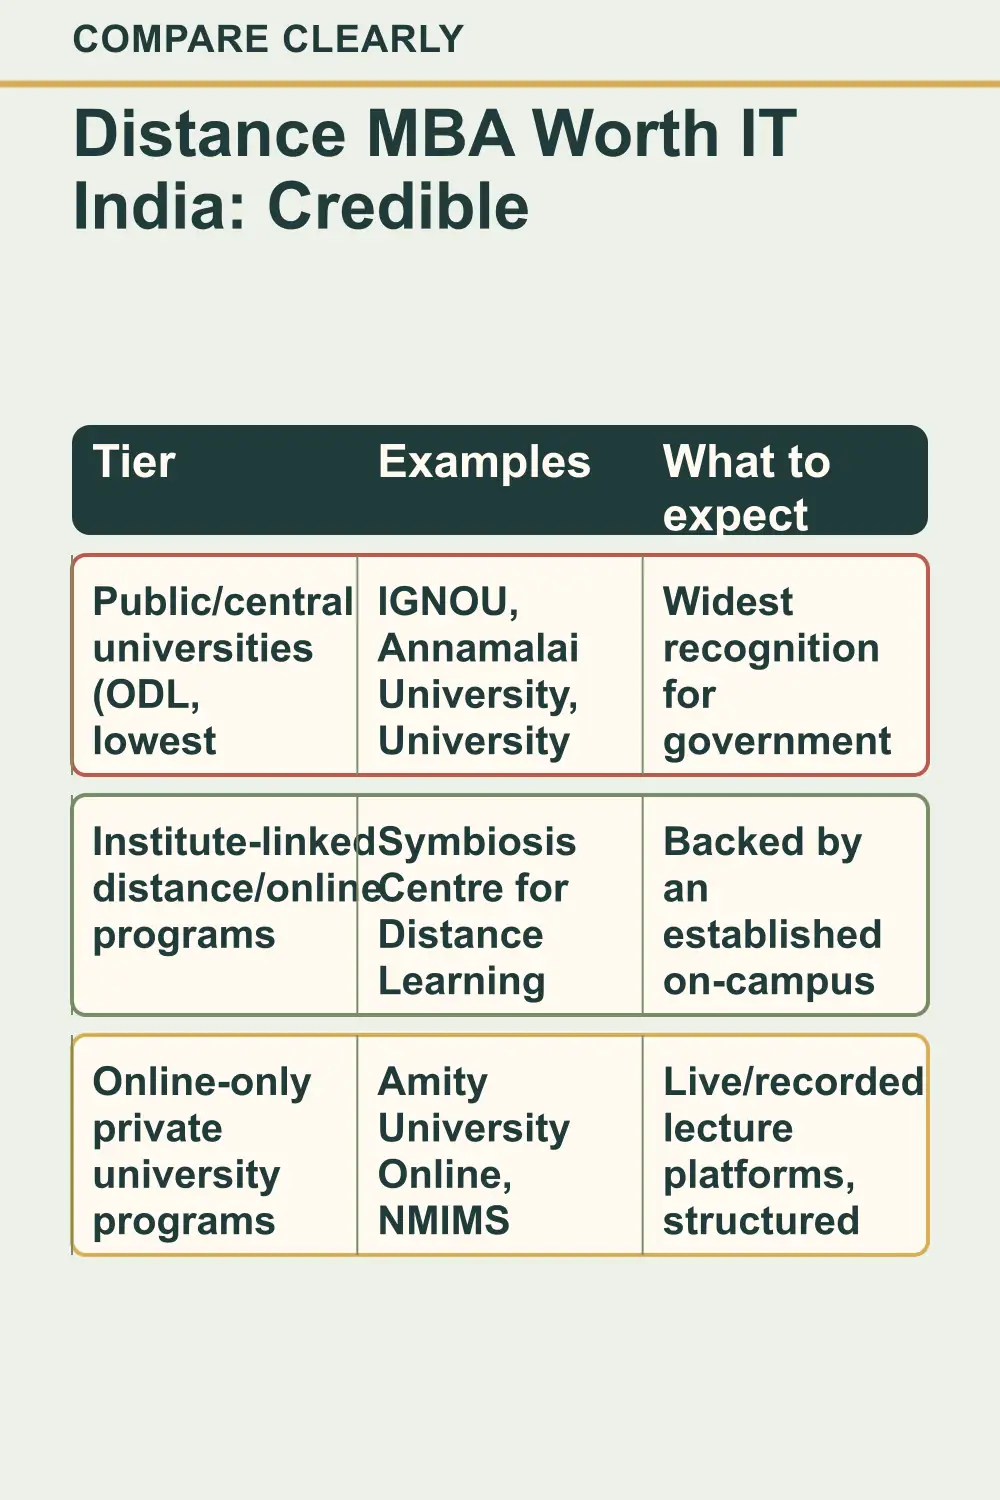 COMPARE CLEARLY
Distance MBA Worth IT
India: Credible
Tier
Examples
What to
expect
Public/central
universities
(ODL,
lowest
IGNOU,
Annamalai
University,
University
Widest
recognition
for
government
Institute-linked
distance/online
programs
Symbiosis
Centre for
Distance
Learning
Backed by
an
established
on-campus
Online-only
private
university
programs
Amity
University
Online,
NMIMS
Live/recorded
lecture
platforms,
structured